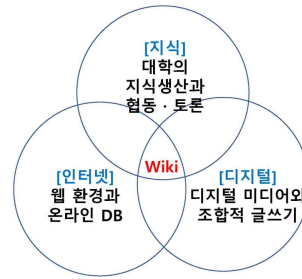 [지식]
대학의
지식생산과
협동 · 토론
Wiki
[인터넷]
웹 환경과
온라인 DB
[디지털]
디지털 미디어와
조합적 글쓰기